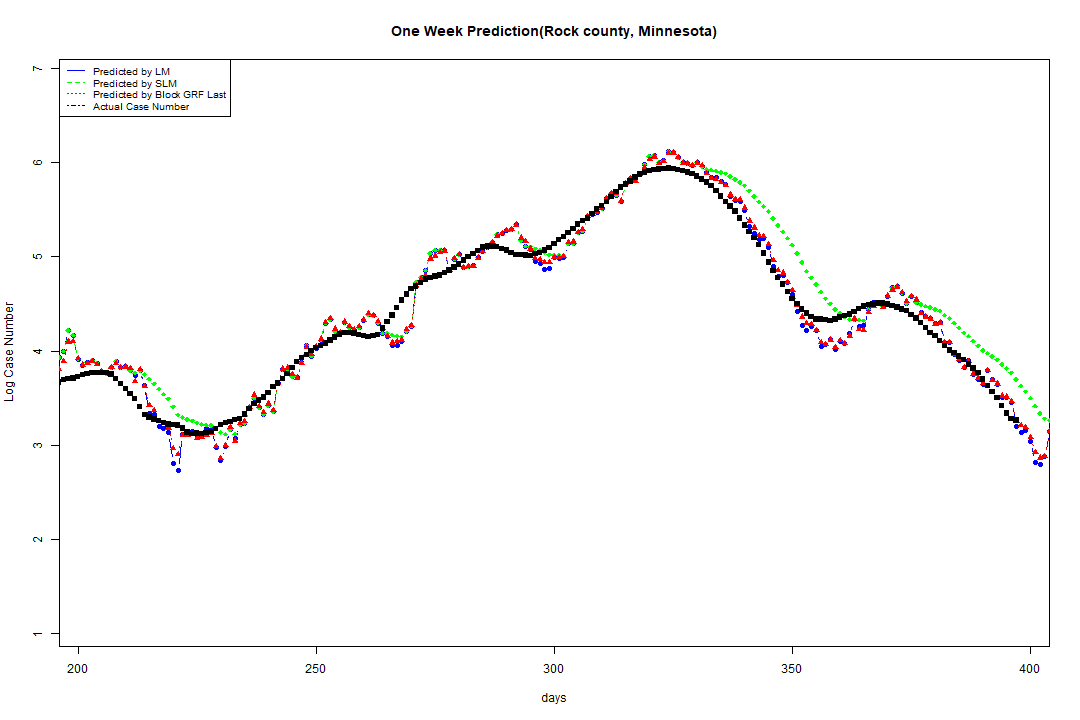 One Week Prediction(Rock county, Minnesota)
Predicted by LM
Predicted by SLM
Predicted by Block GRF Last
Actual Case Number
7
6
5
4
3
2
1
Log Case Number
200 250 300 350 400
days